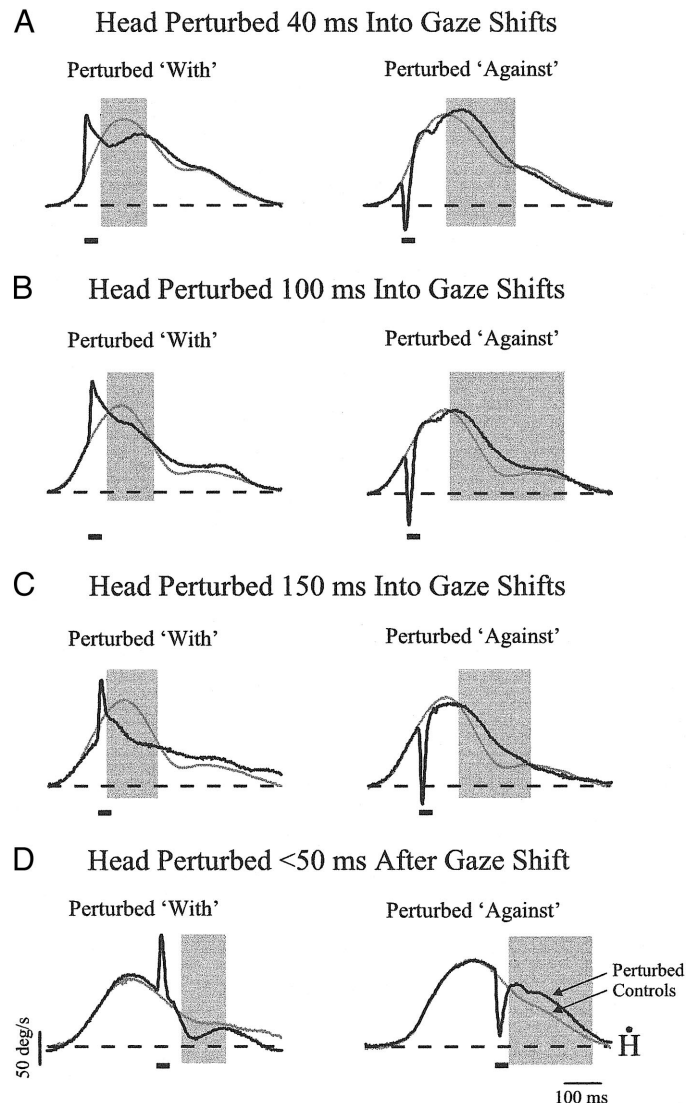 A
Head Perturbed 40 ms Into Gaze Shifts
Perturbed 'With'
Perturbed 'Against'
B
Head Perturbed 100 ms Into Gaze Shifts
Perturbed 'With'
Perturbed 'Against'
C
Head Perturbed 150 ms Into Gaze Shifts
Perturbed 'With'
Perturbed 'Against'
D
Head Perturbed <50 ms After Gaze Shift
Perturbed 'With'
Perturbed 'Against'
Perturbed
Controls
50 deg/s
Ḣ
100 ms